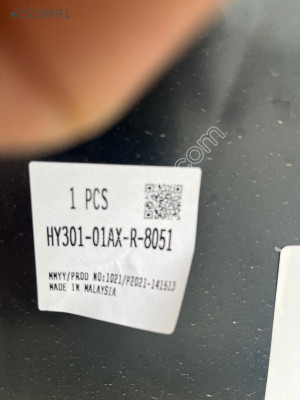 1 PCS
HY301-01AX-R-8051
MMYY/PROD NO:1021/P2021-141613
MADE IN MALAYSIA